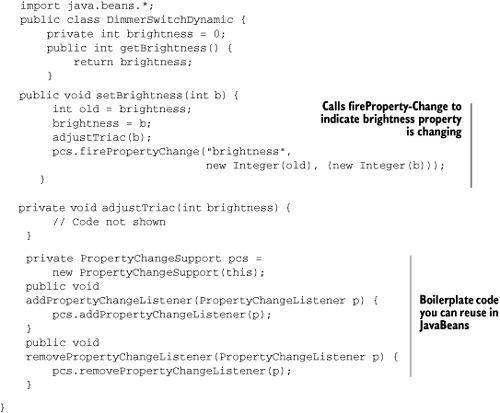 import java.beans.*;
public class DimmerSwitchDynamic {
private int brightness = 0;
public int getBrightness() {
return brightness;
}
public void setBrightness(int b) {
int old = brightness;
brightness = b;
adjustTriac(b);
pcs.firePropertyChange("brightness",
new Integer(old), (new Integer(b)));
}
Calls fireProperty-Change to
indicate brightness property
is changing
private void adjustTriac(int brightness) {
// Code not shown
}
private PropertyChangeSupport pcs =
new PropertyChangeSupport(this);
public void
addPropertyChangeListener(PropertyChangeListener p) {
pcs.addPropertyChangeListener(p);
}
public void
removePropertyChangeListener(PropertyChangeListener p) {
pcs.removePropertyChangeListener(p);
}
Boilerplate code
you can reuse in
JavaBeans
}